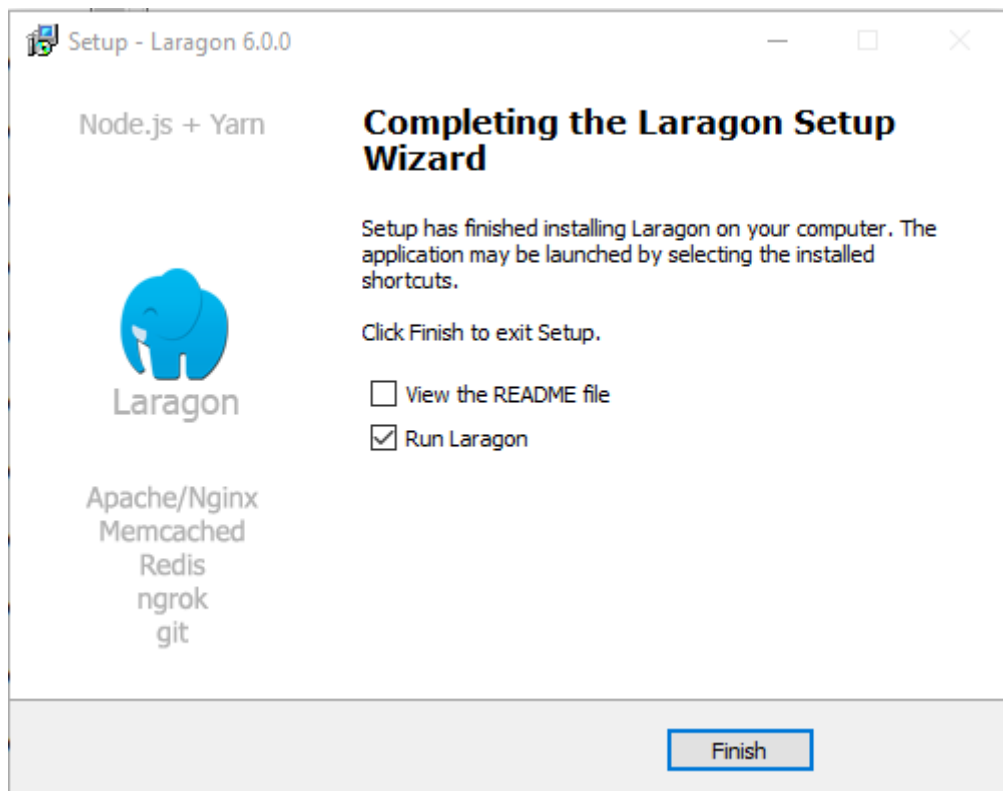 Setup - Laragon 6.0.0
Node.js + Yarn
Laragon
Apache/Nginx
Memcached
Redis
ngrok
git
Completing the Laragon Setup
Wizard
Setup has finished installing Laragon on your computer. The
application may be launched by selecting the installed
shortcuts.
Click Finish to exit Setup.
View the README file
Run Laragon
Finish